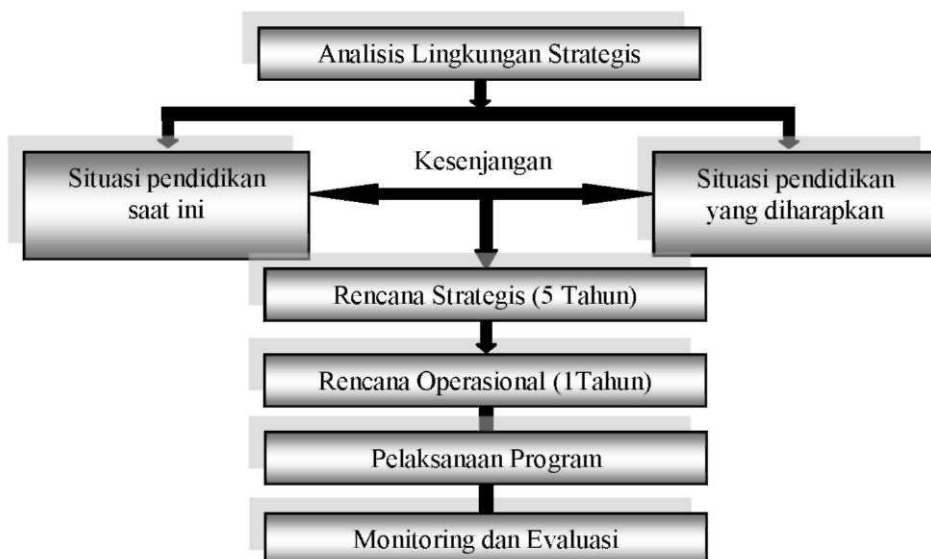 Analisis Lingkungan Strategis
Situasi pendidikan
saat ini
Kesenjangan
Situasi pendidikan
yang diharapkan
Rencana Strategis (5 Tahun)
Rencana Operasional (1Tahun)
Pelaksanaan Program
Monitoring dan Evaluasi